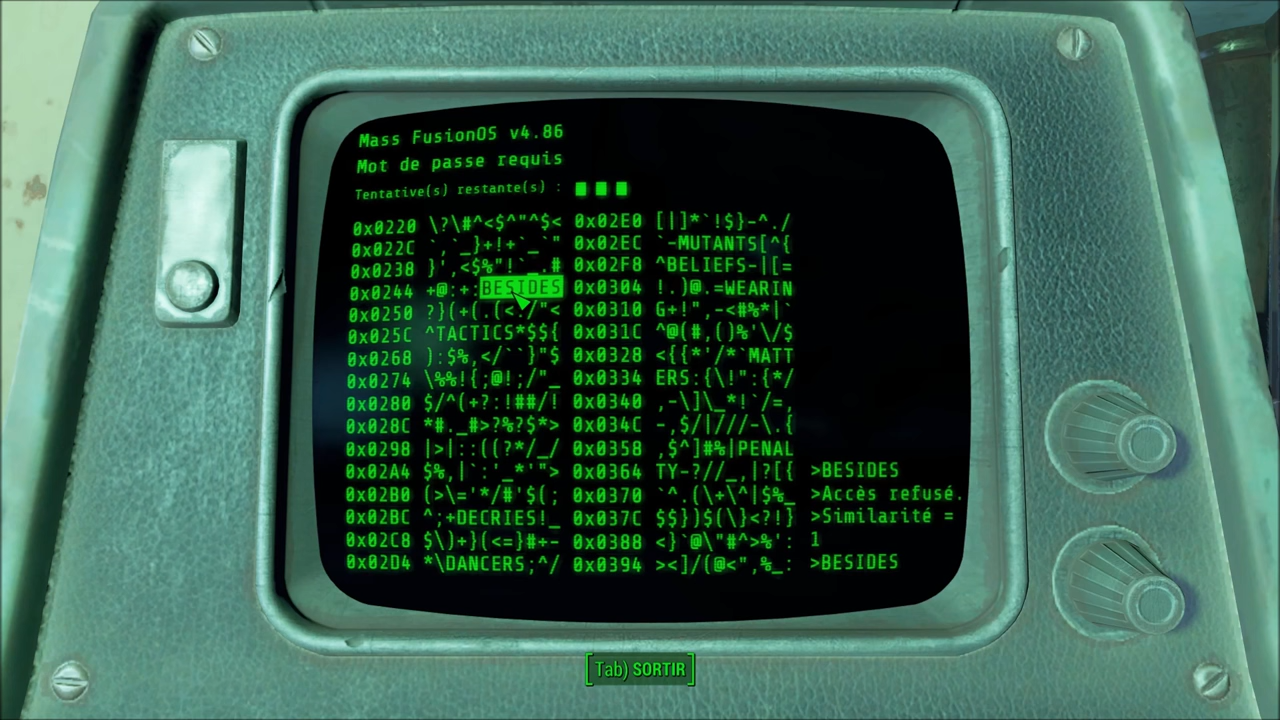 Mass FusionOS v4.86
Mot de passe requis
Tentative(s) restante(s) : ■ ■ ■
0x0220 \?\#^<$^"^$< 0x02E0 [|]*`!$}-^./
0x022C `,`_}+!+`_`" 0x02EC `-MUTANTS[^{
0x0238 }',<$%"!`_.# 0x02F8 ^BELIEFS-|[=
0x0244 +@:+:BESIDES 0x0304 !.)@.=WEARIN
0x0250 ?}(+(.(<:/"< 0x0310 G+!",-<#%*|`
0x025C ^TACTICS*$${ 0x031C ^@(#,()%'\/$
0x0268 ):$%,</``}"$ 0x0328 <{{*'/*`MATT
0x0274 \%%!{;@!;/"_ 0x0334 ERS:{\!":{*/
0x0280 $/^(+?:!##/! 0x0340 ,-\]\_*!`/=,
0x028C *#._#>?%?$*> 0x034C -,$/|///-\.{
0x0298 |>|::((?*/_/ 0x0358 ,$^]#%|PENAL
0x02A4 $%,|`:'_*'"> 0x0364 TY-?//_,|?[{ >BESIDES
0x02B0 (>\='*/#'$(; 0x0370 `^.(\+\^|$%_ >Accès refusé.
0x02BC ^;+DECRIES!_ 0x037C $$})$(\}<?!} >Similarité =
0x02C8 $\)+}(<=}#+- 0x0388 <}`@\"#^>%': 1
0x02D4 *\DANCERS;^/ 0x0394 ><]/(@<",%_: >BESIDES
Tab) SORTIR